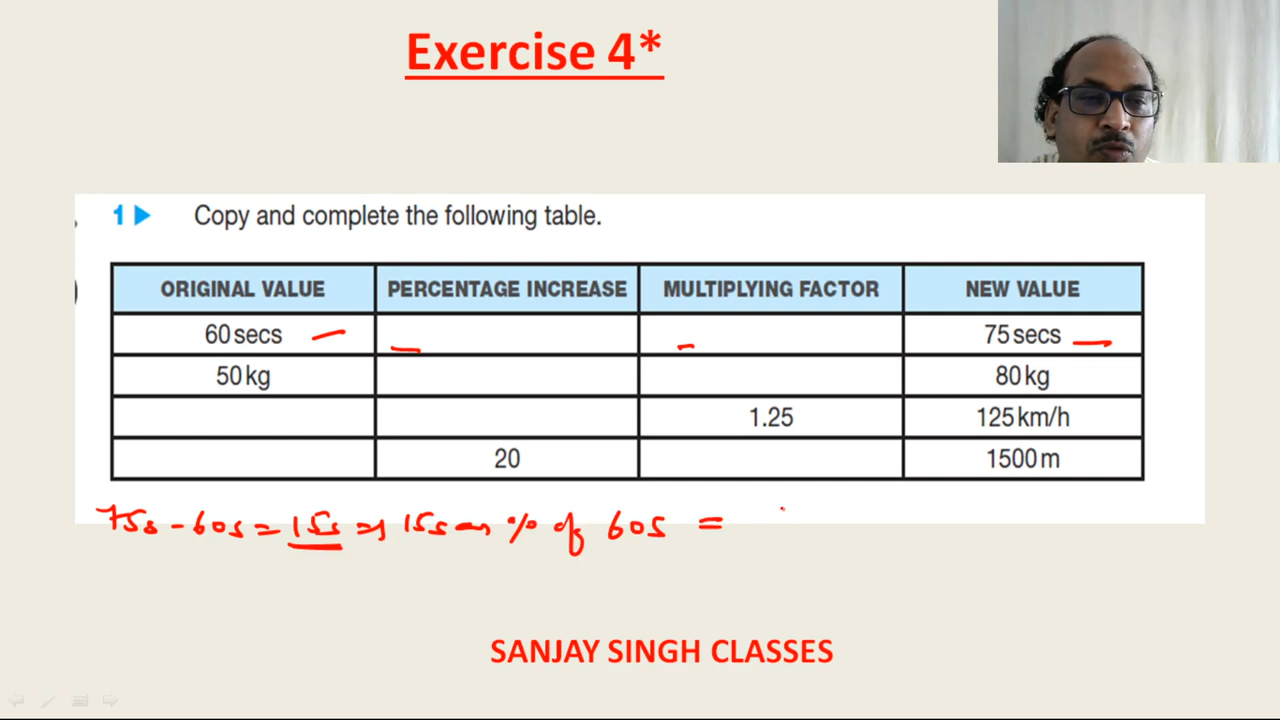 Exercise 4*
1 Copy and complete the following table.
ORIGINAL VALUE PERCENTAGE INCREASE MULTIPLYING FACTOR NEW VALUE
60 secs 75 secs
50 kg 80 kg
1.25 125 km/h
20 1500 m
75s - 60s = 15s ⇒ 15s as % of 60s =
SANJAY SINGH CLASSES